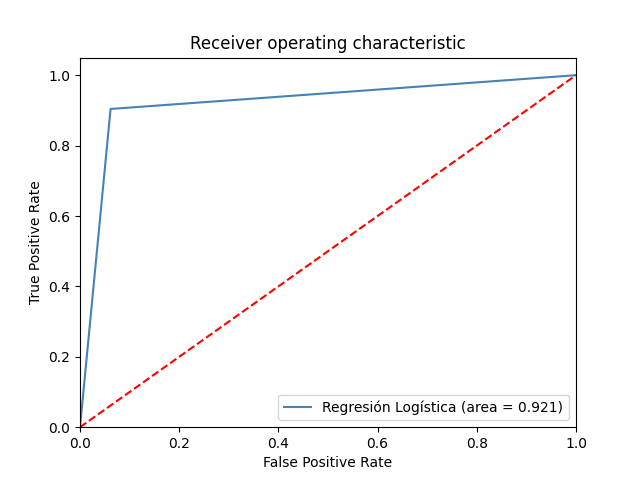 Receiver operating characteristic
1.0
0.8
0.6
0.4
0.2
0.0
True Positive Rate
0.0 0.2 0.4 0.6 0.8 1.0
False Positive Rate
Regresión Logística (area = 0.921)